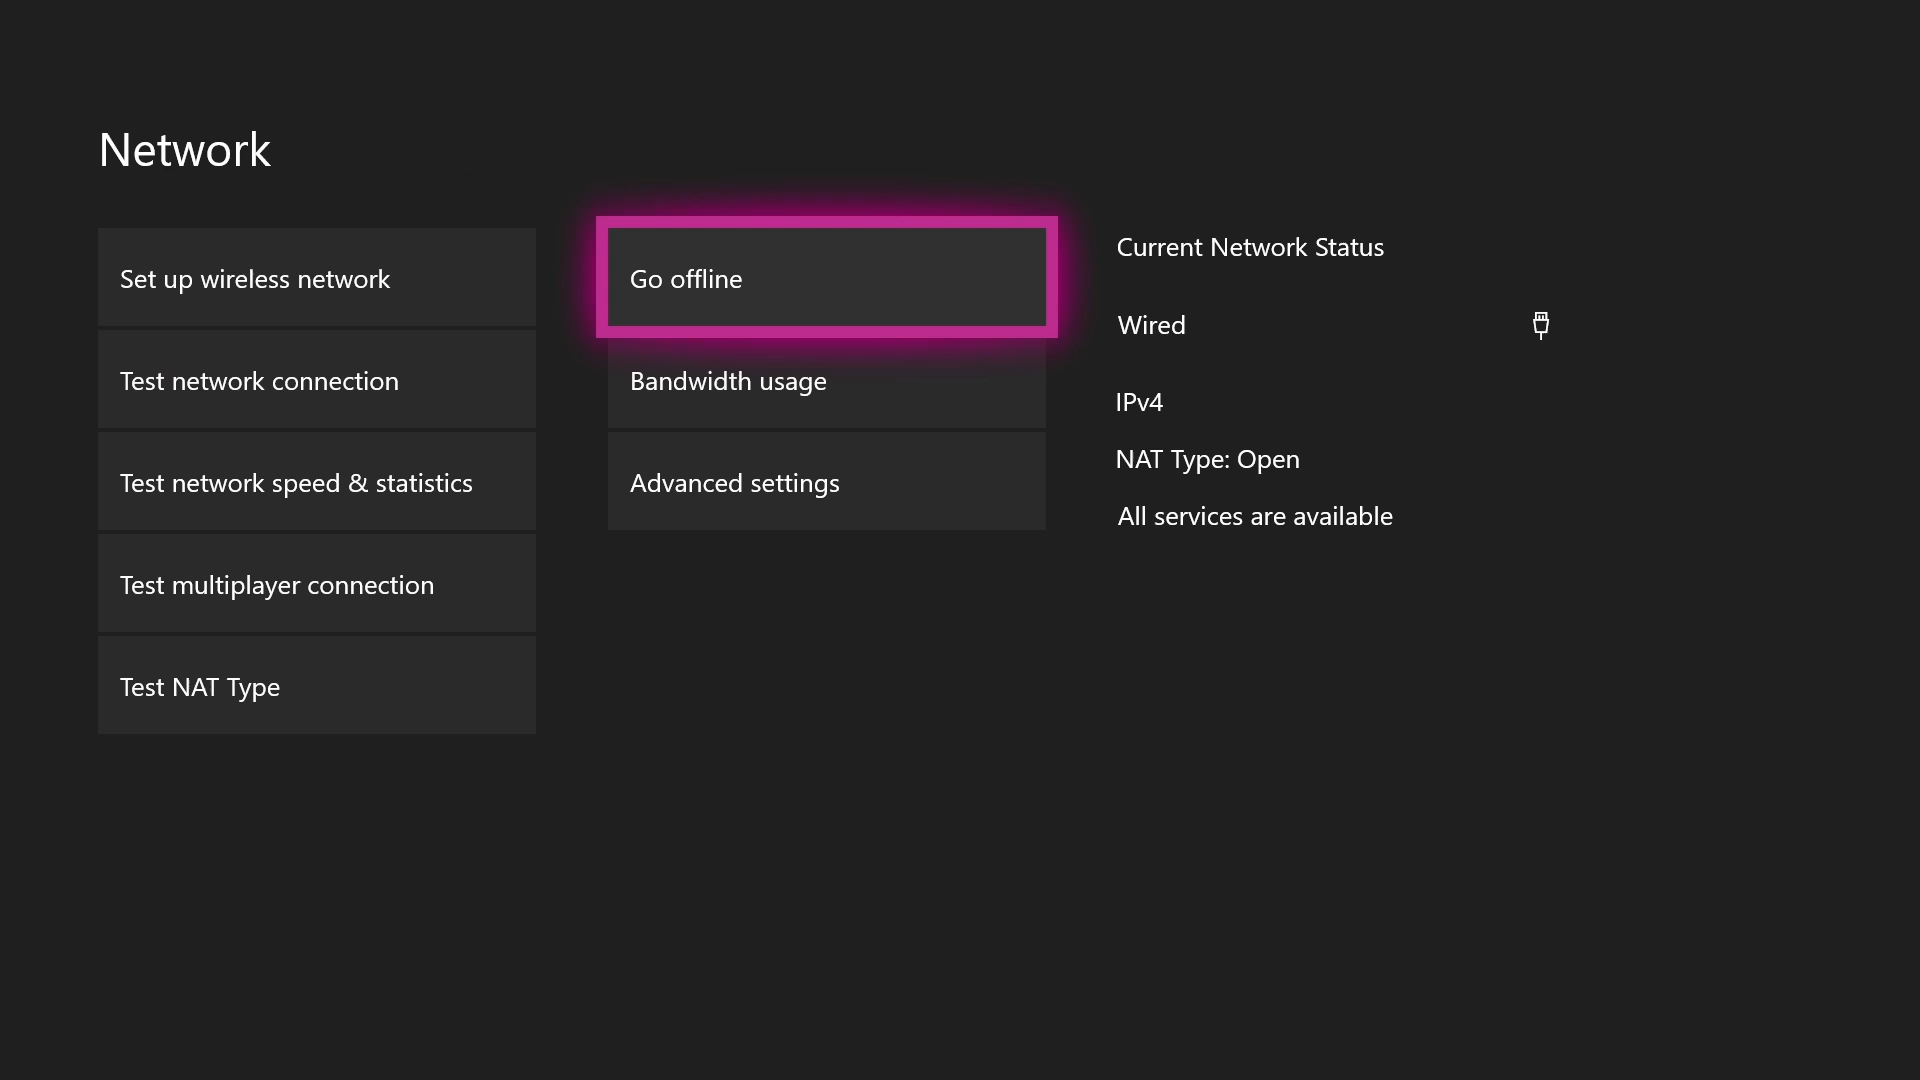 Network
Set up wireless network
Test network connection
Test network speed & statistics
Test multiplayer connection
Test NAT Type
Go offline
Bandwidth usage
Advanced settings
Current Network Status
Wired
IPv4
NAT Type: Open
All services are available